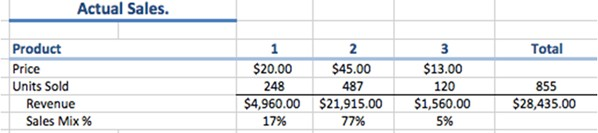 Actual Sales.
Product 1 2 3 Total
Price $20.00 $45.00 $13.00
Units Sold 248 487 120 855
Revenue $4,960.00 $21,915.00 $1,560.00 $28,435.00
Sales Mix % 17% 77% 5%